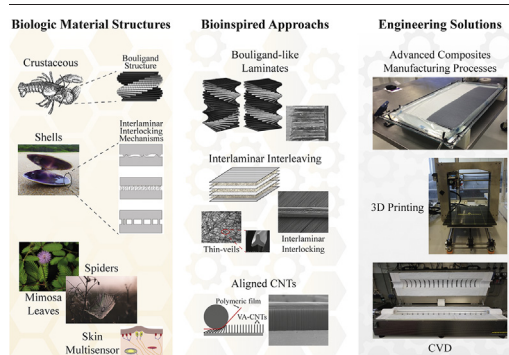 Biologic Material Structures
Crustaceous
Bouligand
Structure
Shells
Interlaminar
Interlocking
Mechanisms
Spiders
Mimosa
Leaves
Skin
Multisensor
Bioinspired Approachs
Bouligand-like
Laminates
Interlaminar Interleaving
Thin-veils
Interlaminar
Interlocking
Aligned CNTs
Polymeric film
VA-CNTs
Engineering Solutions
Advanced Composites
Manufacturing Processes
3D Printing
CVD